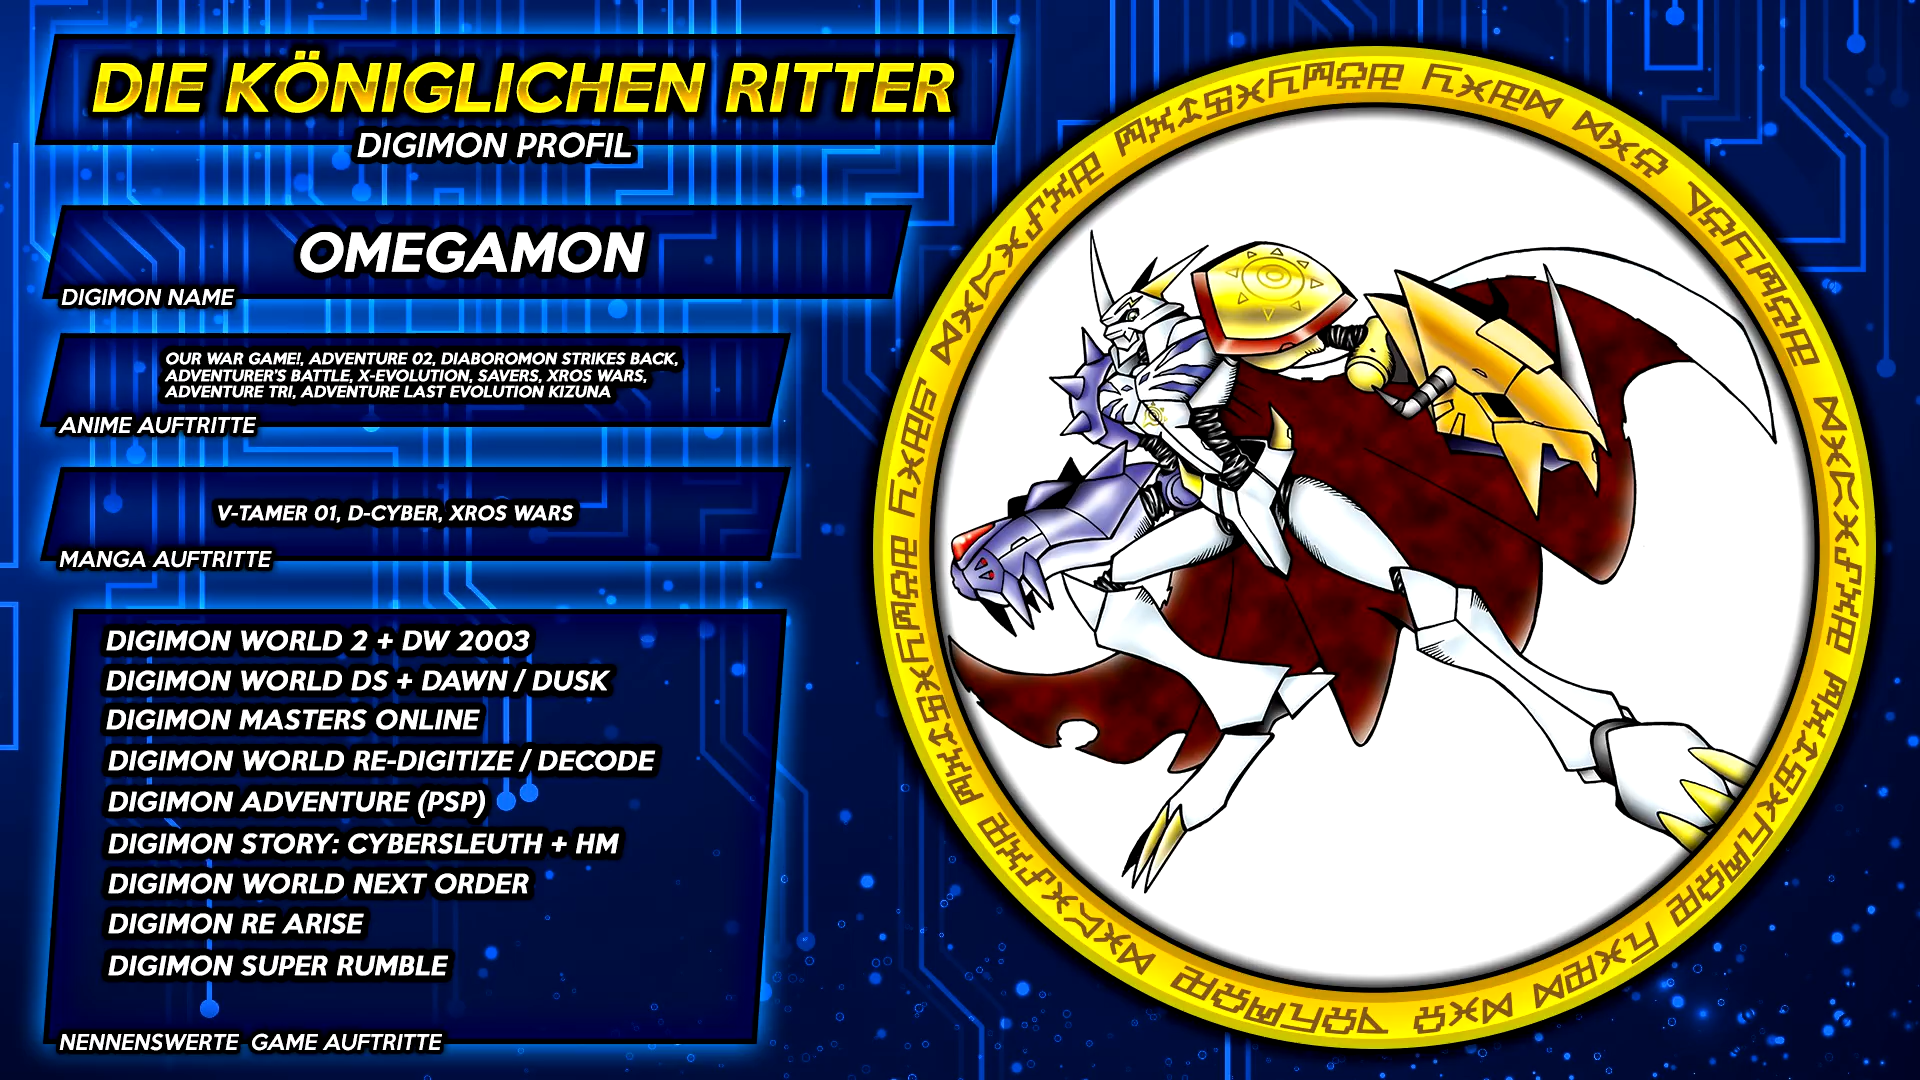 DIE KÖNIGLICHEN RITTER
DIGIMON PROFIL
OMEGAMON
DIGIMON NAME
OUR WAR GAME!, ADVENTURE 02, DIABOROMON STRIKES BACK,
ADVENTURER'S BATTLE, X-EVOLUTION, SAVERS, XROS WARS,
ADVENTURE TRI, ADVENTURE LAST EVOLUTION KIZUNA
ANIME AUFTRITTE
V-TAMER 01, D-CYBER, XROS WARS
MANGA AUFTRITTE
DIGIMON WORLD 2 + DW 2003
DIGIMON WORLD DS + DAWN / DUSK
DIGIMON MASTERS ONLINE
DIGIMON WORLD RE-DIGITIZE / DECODE
DIGIMON ADVENTURE (PSP)
DIGIMON STORY: CYBERSLEUTH + HM
DIGIMON WORLD NEXT ORDER
DIGIMON RE ARISE
DIGIMON SUPER RUMBLE
NENNENSWERTE GAME AUFTRITTE